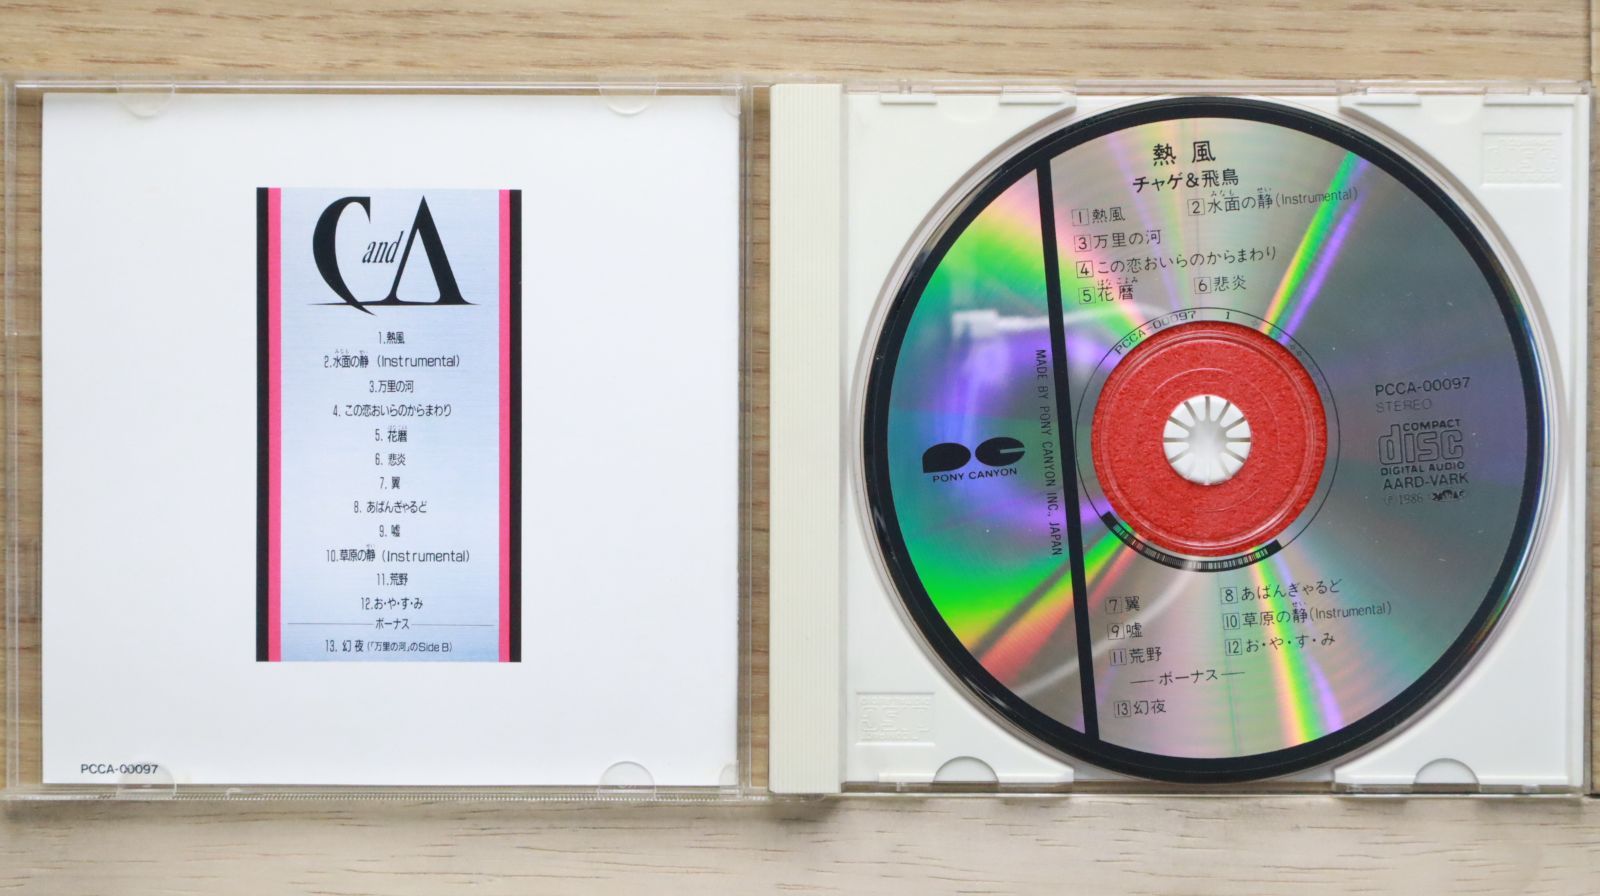 C and A
1.熱風
2.水面の静 (Instrumental)
3.万里の河
4.この恋おいらのからまわり
5.花暦
6.悲炎
7.翼
8.あばんぎゃるど
9.嘘
10.草原の静 (Instrumental)
11.荒野
12.お・や・す・み
ボーナス
13.幻夜(「万里の河」のSide B)
PCCA-00097
熱風
チャゲ&飛鳥
1 熱風
2 水面の静(Instrumental)
3 万里の河
4 この恋おいらのからまわり
5 花暦
6 悲炎
PCCA-00097 1
MADE BY PONY CANYON INC., JAPAN
PONY CANYON
PCCA-00097
STEREO
COMPACT
disc
DIGITAL AUDIO
AARD-VARK
Ⓟ1986
7 翼
8 あばんぎゃるど
9 嘘
10 草原の静(Instrumental)
11 荒野
12 お・や・す・み
ボーナス
13 幻夜